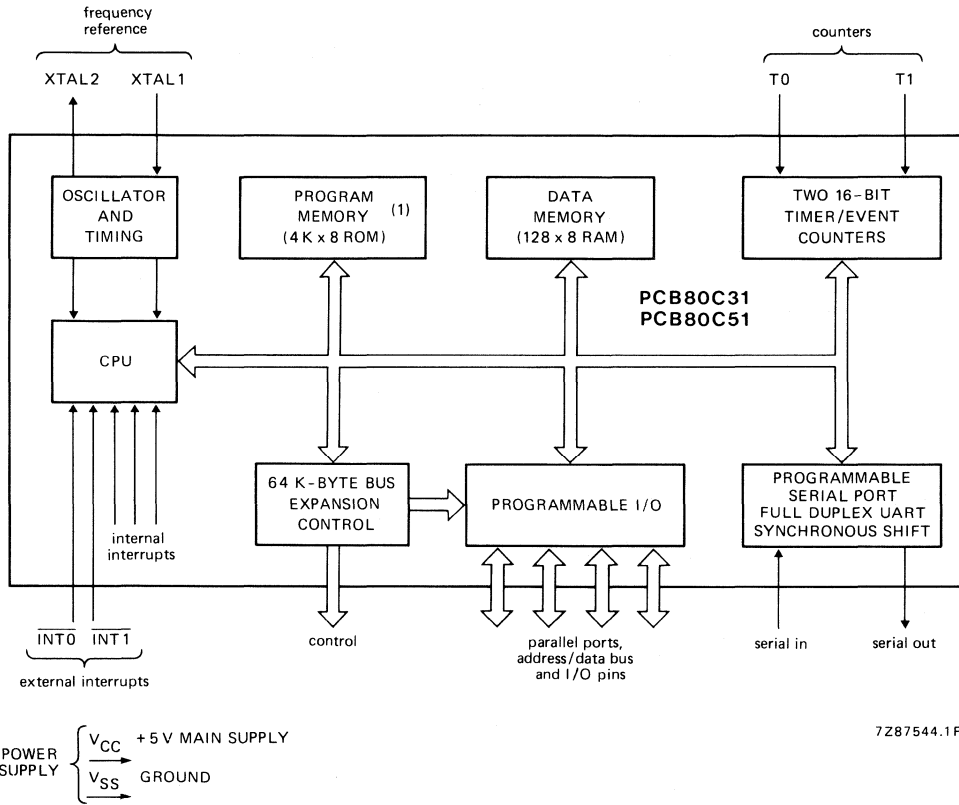 frequency
reference
counters
XTAL2 XTAL1
T0 T1
OSCILLATOR
AND
TIMING
PROGRAM
MEMORY (1)
(4K x 8 ROM)
DATA
MEMORY
(128 x 8 RAM)
TWO 16-BIT
TIMER/EVENT
COUNTERS
PCB80C31
PCB80C51
CPU
64 K-BYTE BUS
EXPANSION
CONTROL
PROGRAMMABLE I/O
PROGRAMMABLE
SERIAL PORT
FULL DUPLEX UART
SYNCHRONOUS SHIFT
internal
interrupts
INT0 INT1
external interrupts
control
parallel ports,
address/data bus
and I/O pins
serial in
serial out
POWER
SUPPLY
VCC +5 V MAIN SUPPLY
VSS GROUND
7Z87544.1F